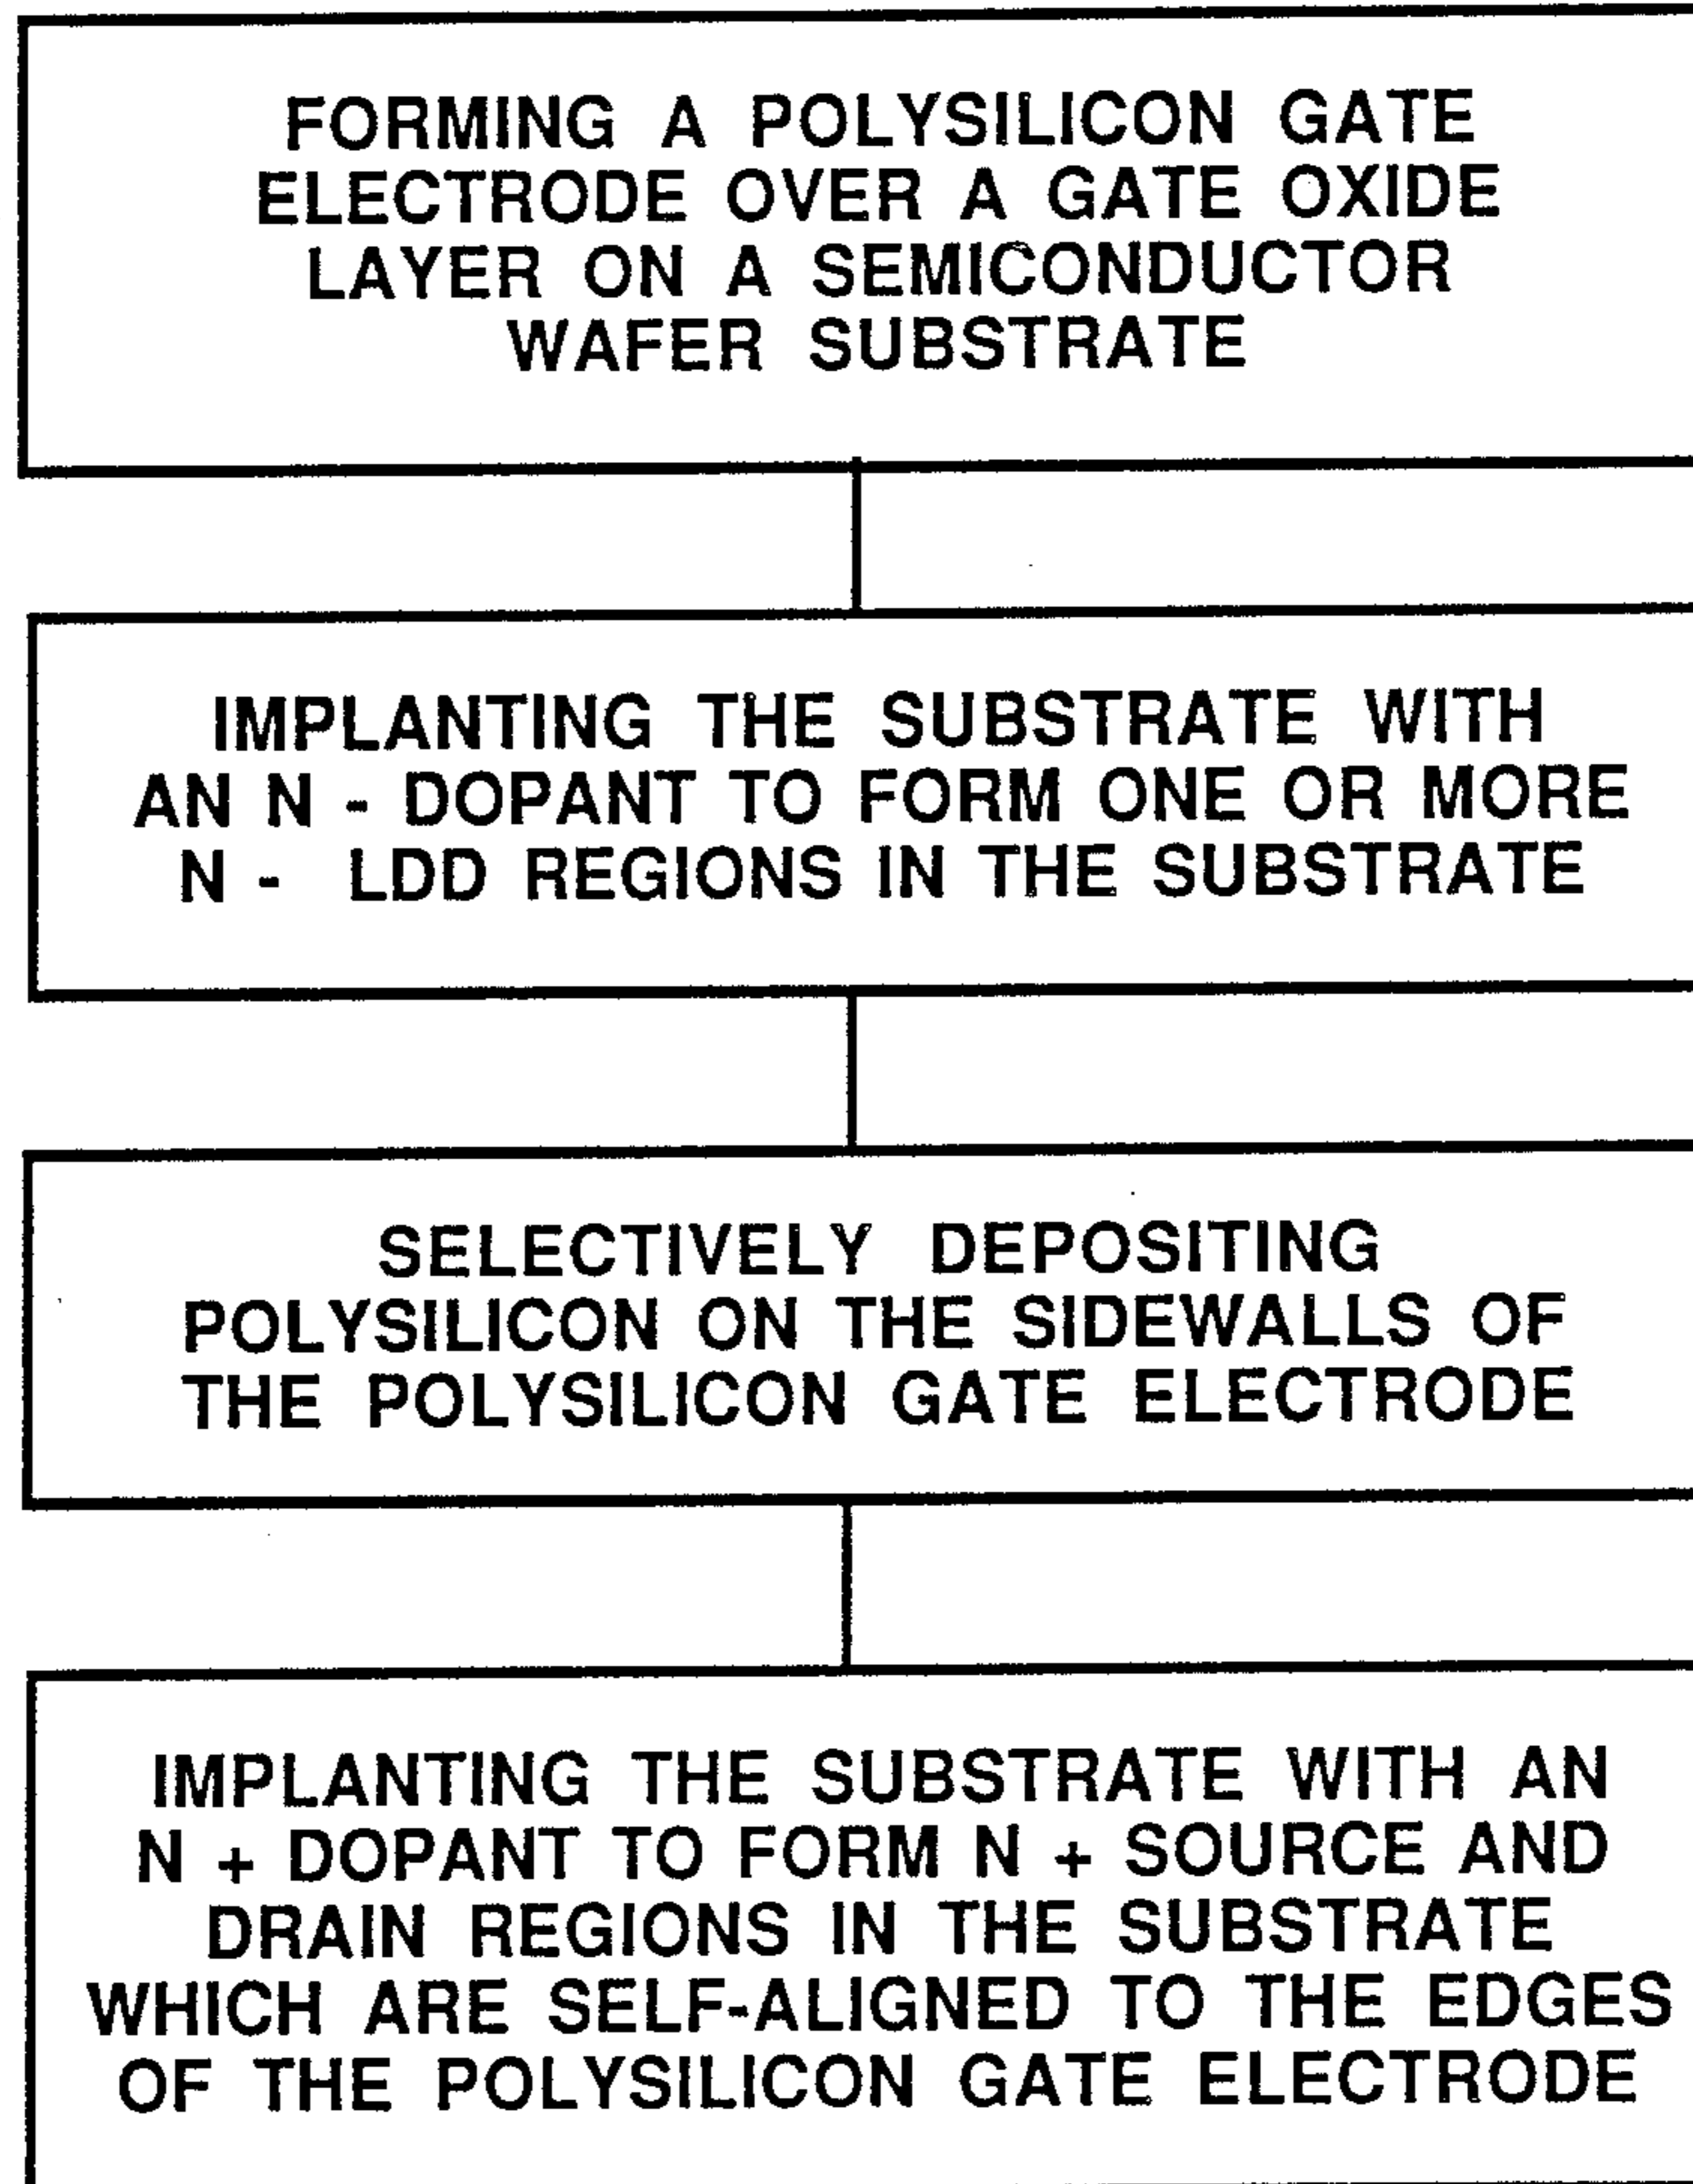 FORMING A POLYSILICON GATE
ELECTRODE OVER A GATE OXIDE
LAYER ON A SEMICONDUCTOR
WAFER SUBSTRATE
IMPLANTING THE SUBSTRATE WITH
AN N - DOPANT TO FORM ONE OR MORE
N - LDD REGIONS IN THE SUBSTRATE
SELECTIVELY DEPOSITING
POLYSILICON ON THE SIDEWALLS OF
THE POLYSILICON GATE ELECTRODE
IMPLANTING THE SUBSTRATE WITH AN
N + DOPANT TO FORM N + SOURCE AND
DRAIN REGIONS IN THE SUBSTRATE
WHICH ARE SELF-ALIGNED TO THE EDGES
OF THE POLYSILICON GATE ELECTRODE